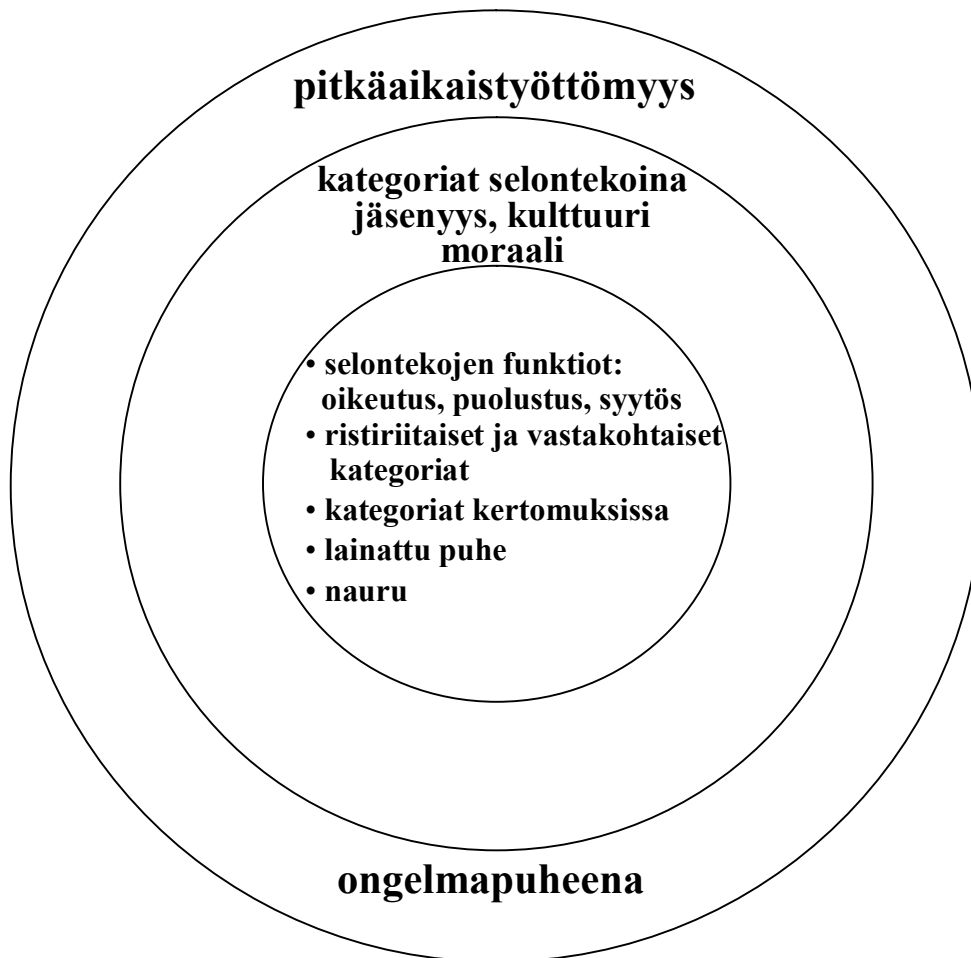 pitkäaikaistyöttömyys
kategoriat selontekoina
jäsenyys, kulttuuri
moraali
• selontekojen funktiot:
oikeutus, puolustus, syytös
• ristiriitaiset ja vastakohtaiset
kategoriat
• kategoriat kertomuksissa
• lainattu puhe
• nauru
ongelmapuheena